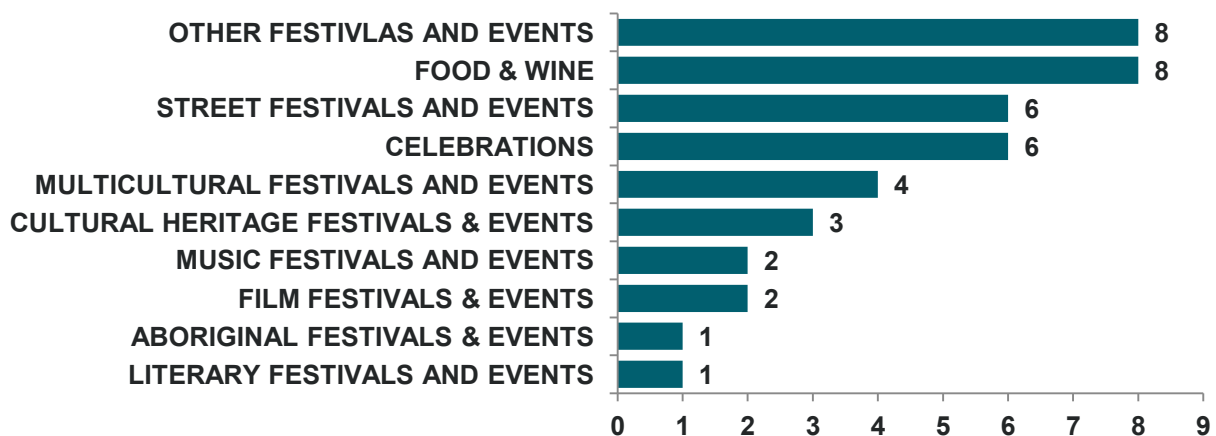 OTHER FESTIVLAS AND EVENTS 8
FOOD & WINE 8
STREET FESTIVALS AND EVENTS 6
CELEBRATIONS 6
MULTICULTURAL FESTIVALS AND EVENTS 4
CULTURAL HERITAGE FESTIVALS & EVENTS 3
MUSIC FESTIVALS AND EVENTS 2
FILM FESTIVALS & EVENTS 2
ABORIGINAL FESTIVALS & EVENTS 1
LITERARY FESTIVALS AND EVENTS 1
0 1 2 3 4 5 6 7 8 9